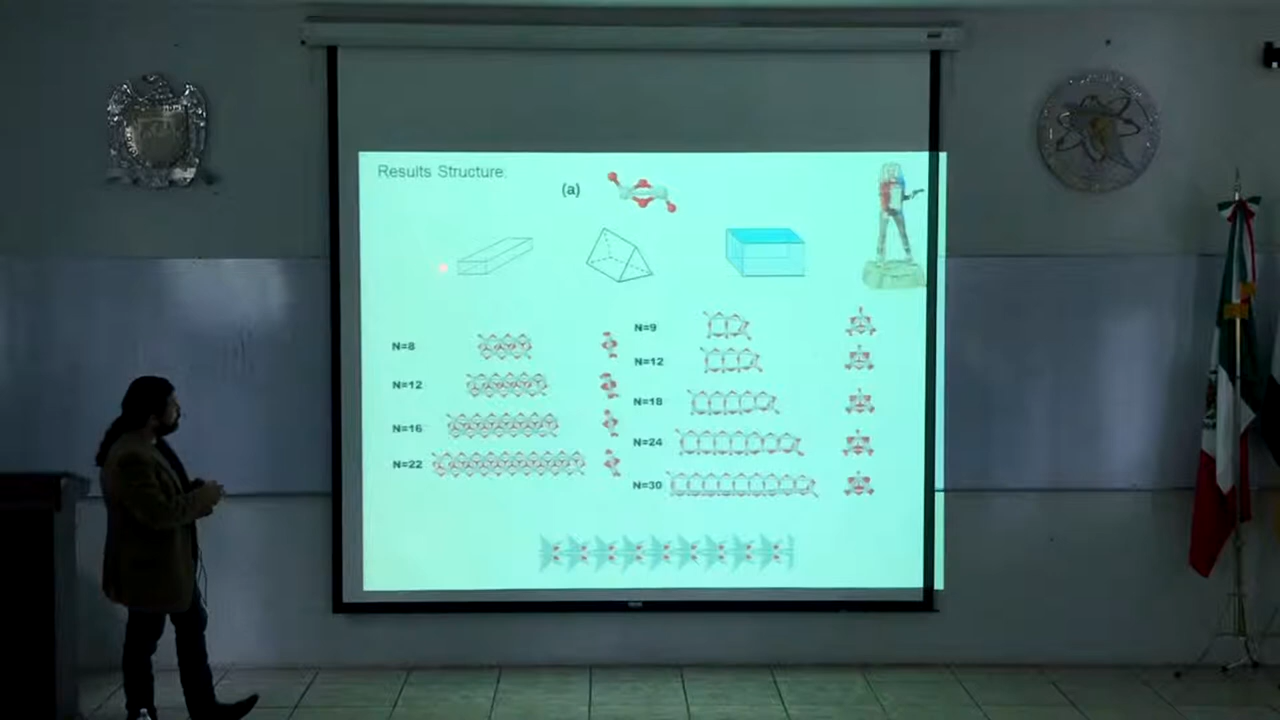 Results Structure:
(a)
N=8
N=12
N=16
N=22
N=9
N=12
N=18
N=24
N=30